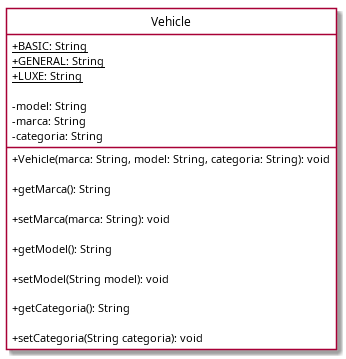 Vehicle
+BASIC: String
+GENERAL: String
+LUXE: String
-model: String
-marca: String
-categoria: String
+Vehicle(marca: String, model: String, categoria: String): void
+getMarca(): String
+setMarca(marca: String): void
+getModel(): String
+setModel(String model): void
+getCategoria(): String
+setCategoria(String categoria): void